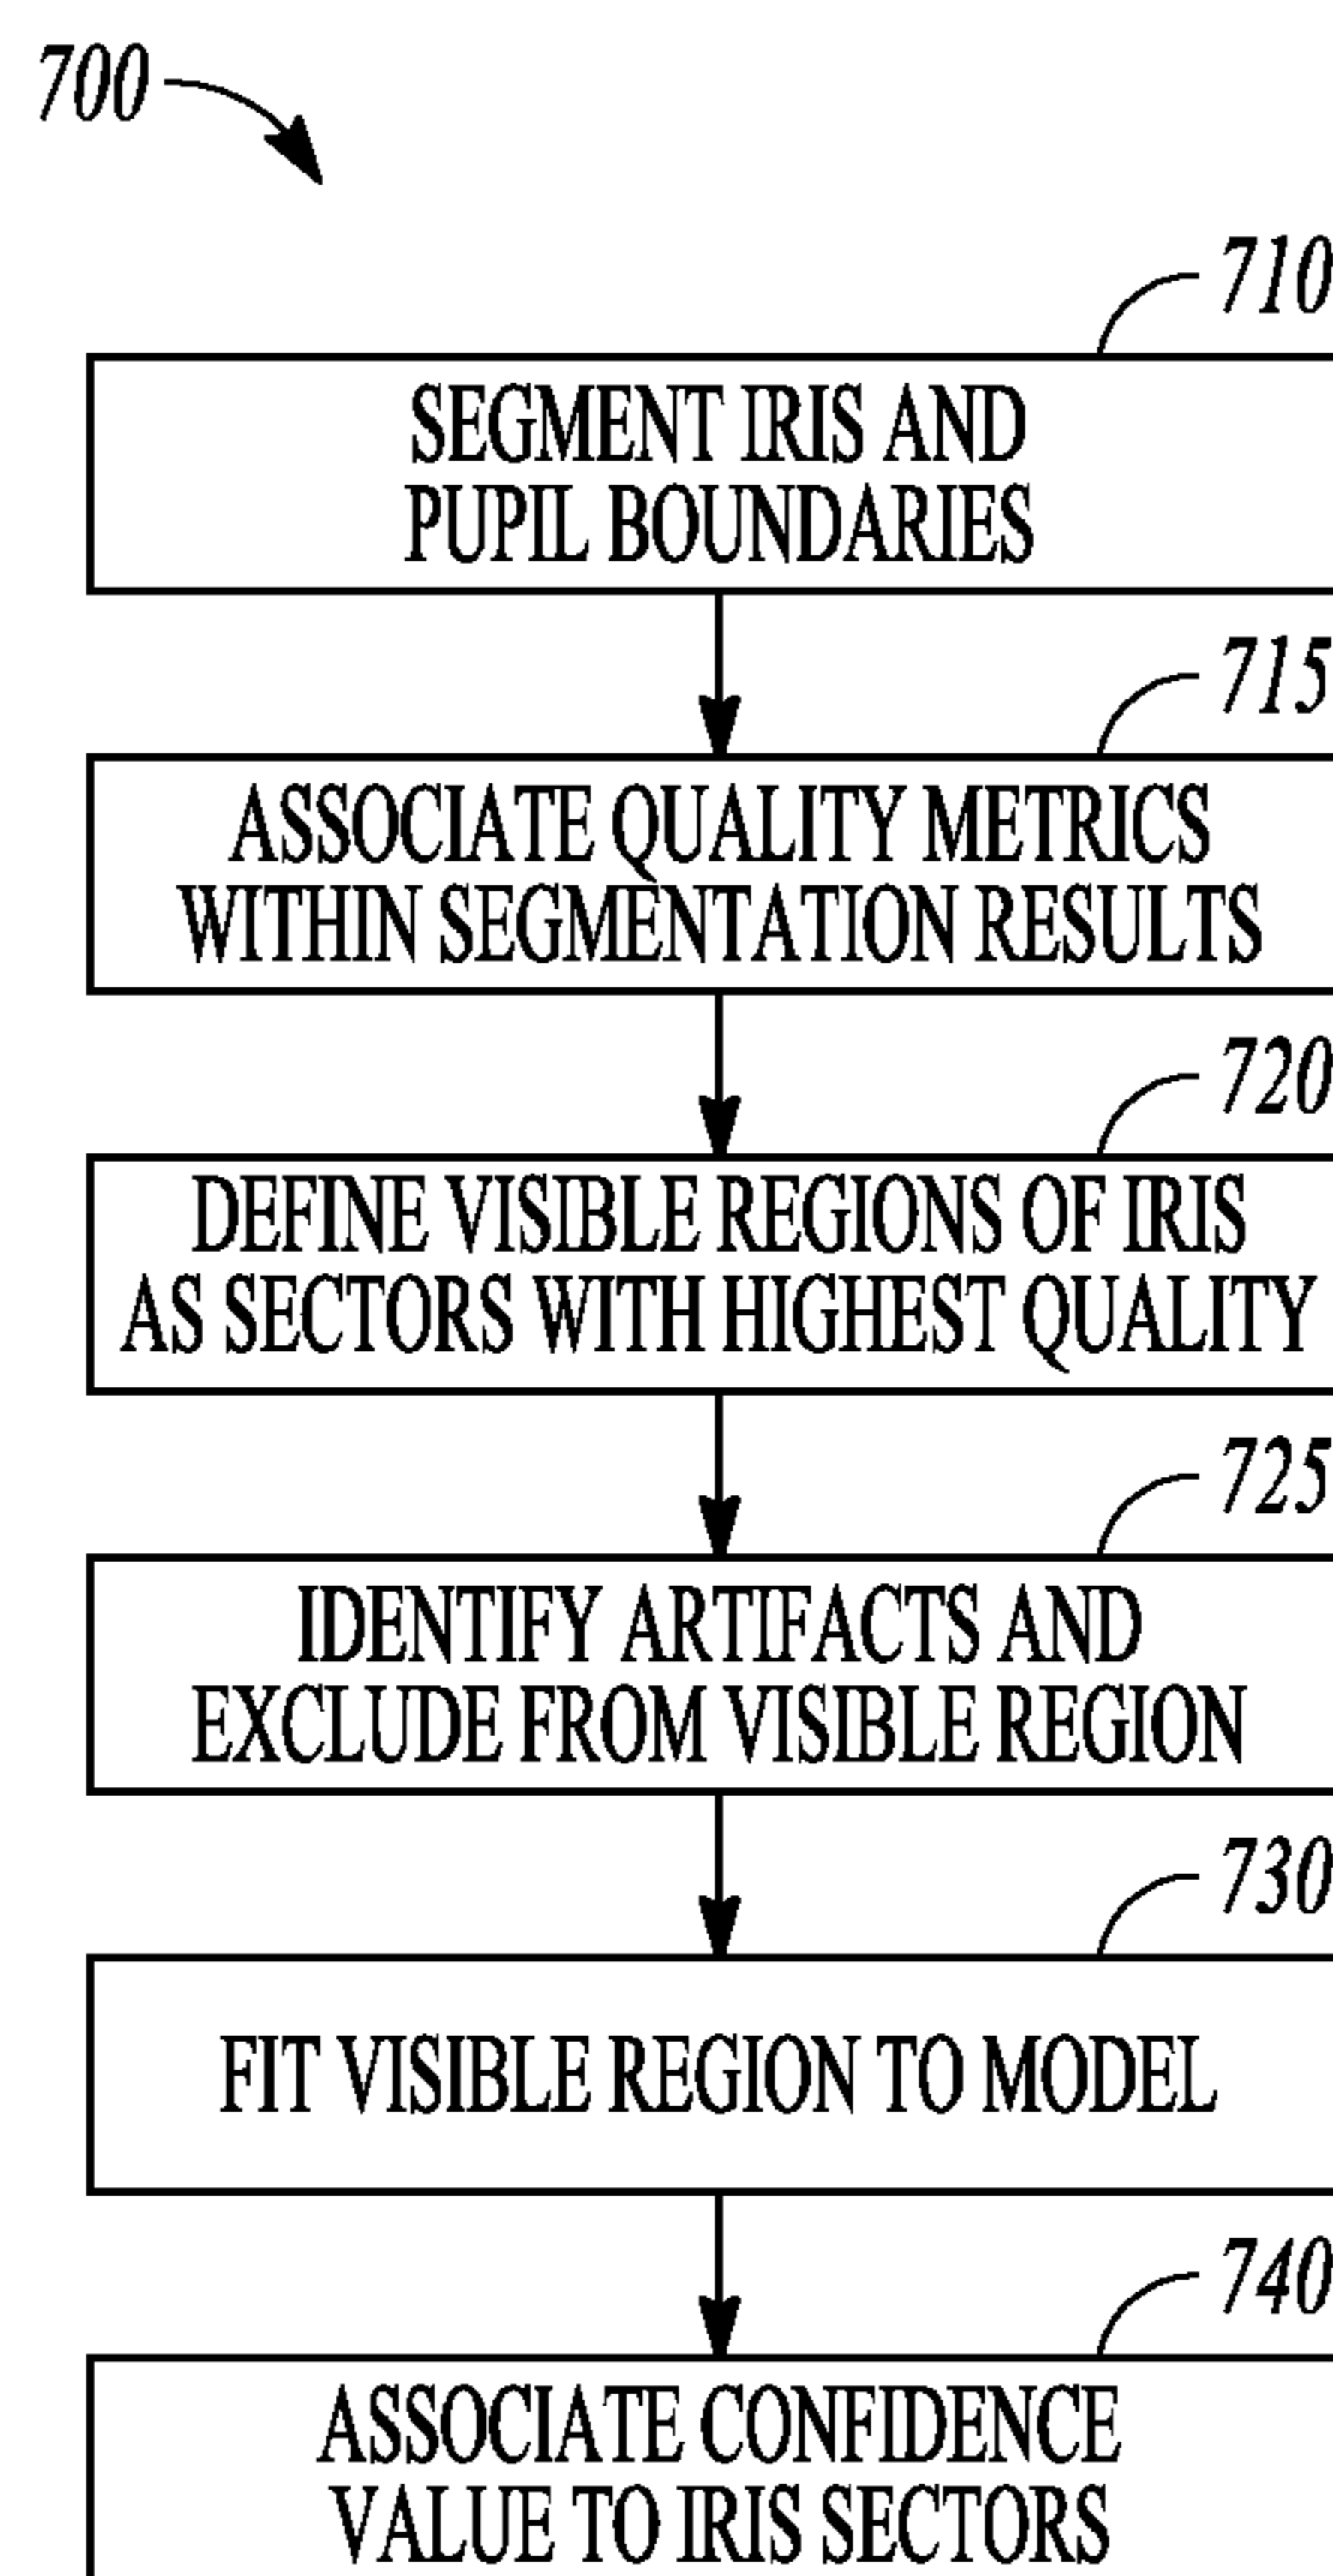 700
710
SEGMENT IRIS AND
PUPIL BOUNDARIES
715
ASSOCIATE QUALITY METRICS
WITHIN SEGMENTATION RESULTS
720
DEFINE VISIBLE REGIONS OF IRIS
AS SECTORS WITH HIGHEST QUALITY
725
IDENTIFY ARTIFACTS AND
EXCLUDE FROM VISIBLE REGION
730
FIT VISIBLE REGION TO MODEL
740
ASSOCIATE CONFIDENCE
VALUE TO IRIS SECTORS